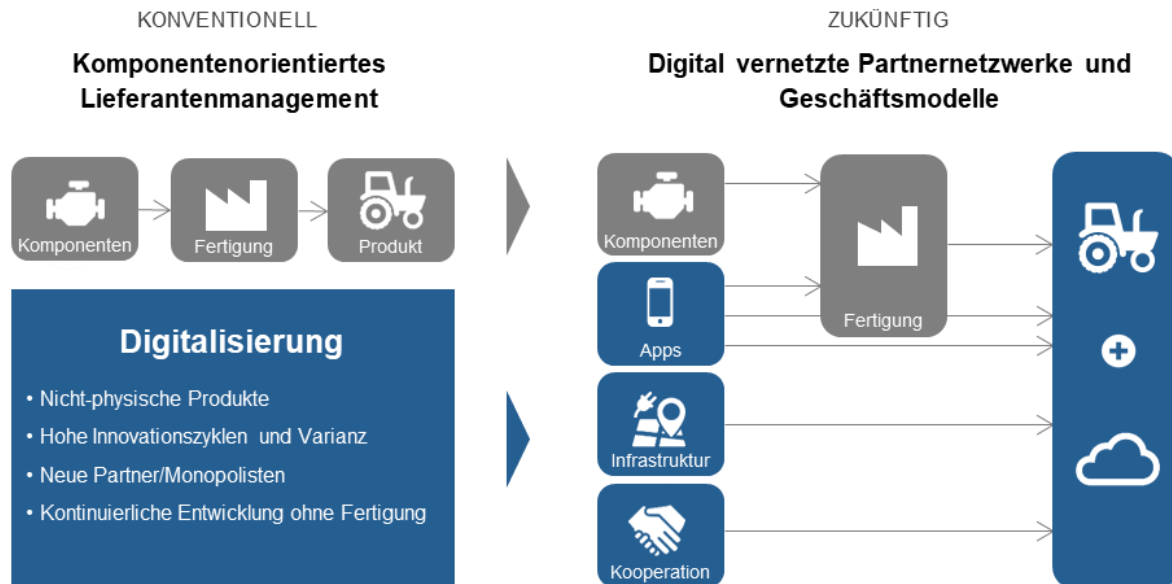 KONVENTIONELL
Komponentenorientiertes
Lieferantenmanagement
Komponenten
Fertigung
Produkt
Digitalisierung
• Nicht-physische Produkte
• Hohe Innovationszyklen und Varianz
• Neue Partner/Monopolisten
• Kontinuierliche Entwicklung ohne Fertigung
ZUKÜNFTIG
Digital vernetzte Partnernetzwerke und
Geschäftsmodelle
Komponenten
Fertigung
Apps
Infrastruktur
Kooperation